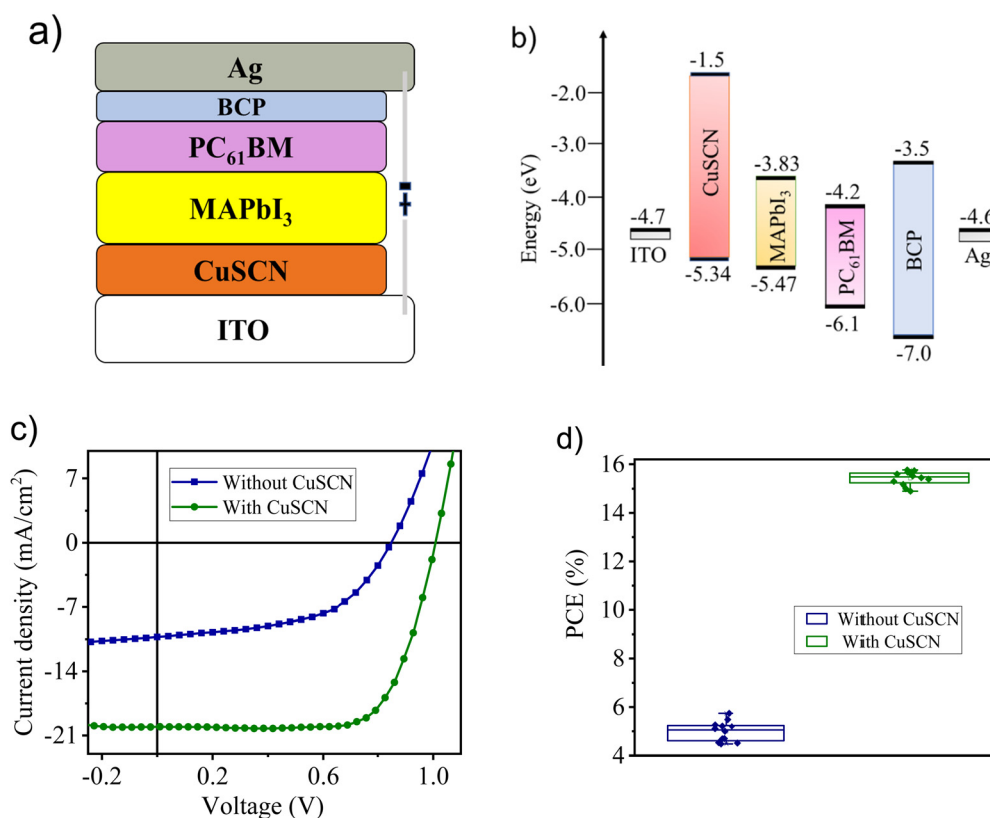 a)
Ag
BCP
PC₆₁BM
MAPbI₃
CuSCN
ITO
b)
Energy (eV)
-2.0
-3.0
-4.0
-5.0
-6.0
-4.7
ITO
-1.5
CuSCN
-5.34
-3.83
MAPbI₃
-5.47
-4.2
PC₆₁BM
-6.1
-3.5
BCP
-7.0
-4.6
Ag
c)
Current density (mA/cm²)
7
0
-7
-14
-21
Without CuSCN
With CuSCN
-0.2 0.2 0.6 1.0
Voltage (V)
d)
PCE (%)
16
14
12
10
8
6
4
Without CuSCN
With CuSCN